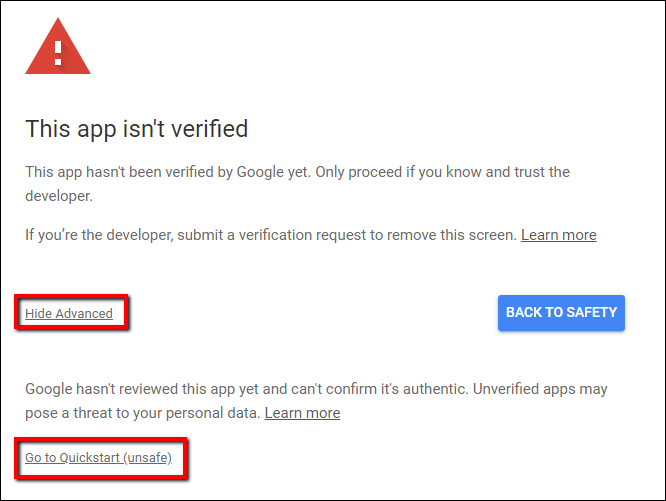 This app isn't verified
This app hasn't been verified by Google yet. Only proceed if you know and trust the
developer.
If you’re the developer, submit a verification request to remove this screen. Learn more
Hide Advanced
BACK TO SAFETY
Google hasn't reviewed this app yet and can't confirm it's authentic. Unverified apps may
pose a threat to your personal data. Learn more
Go to Quickstart (unsafe)